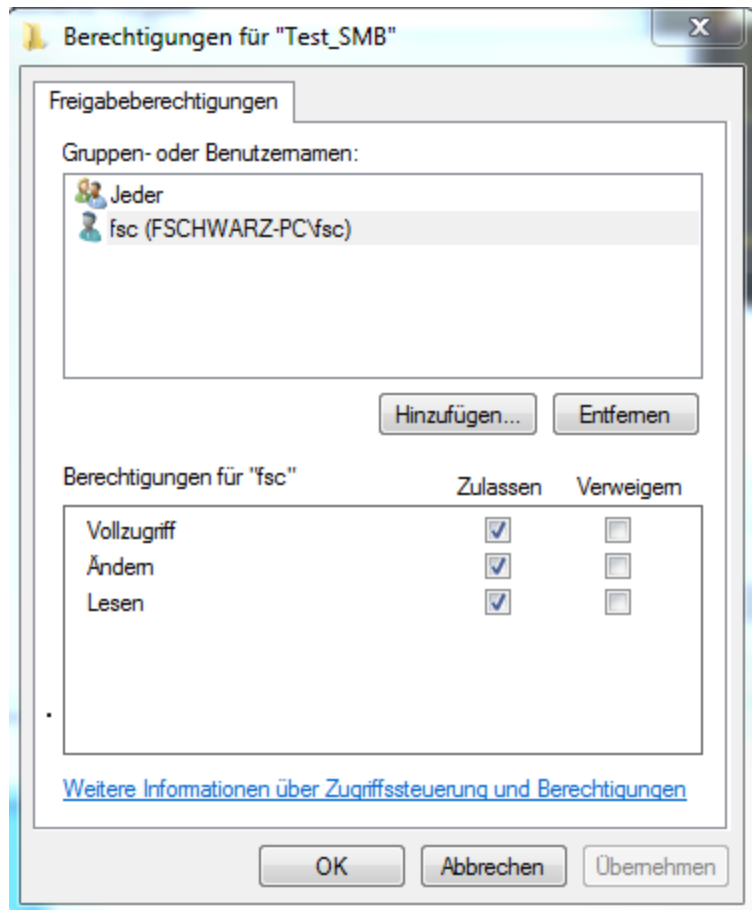 Berechtigungen für "Test_SMB"
Freigabeberechtigungen
Gruppen- oder Benutzernamen:
Jeder
fsc (FSCHWARZ-PC\fsc)
Hinzufügen...
Entfernen
Berechtigungen für "fsc"
Zulassen Verweigern
Vollzugriff
Ändern
Lesen
Weitere Informationen über Zugriffssteuerung und Berechtigungen
OK
Abbrechen
Übernehmen